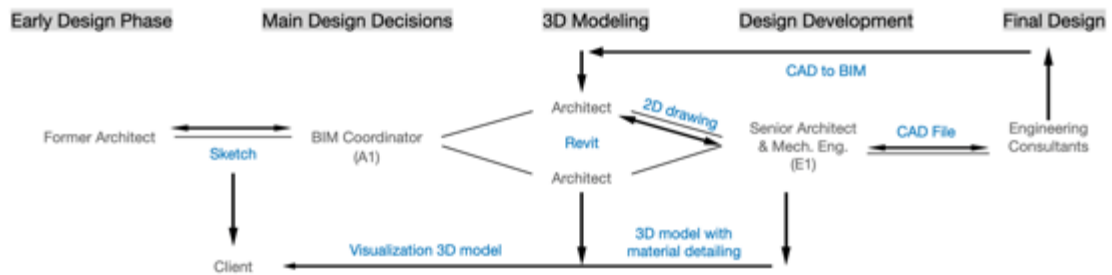 Early Design Phase
Main Design Decisions
3D Modeling
Design Development
Final Design
CAD to BIM
Former Architect
Sketch
BIM Coordinator
(A1)
Architect
Revit
Architect
2D drawing
Senior Architect
& Mech. Eng.
(E1)
CAD File
Engineering
Consultants
Client
Visualization 3D model
3D model with
material detailing